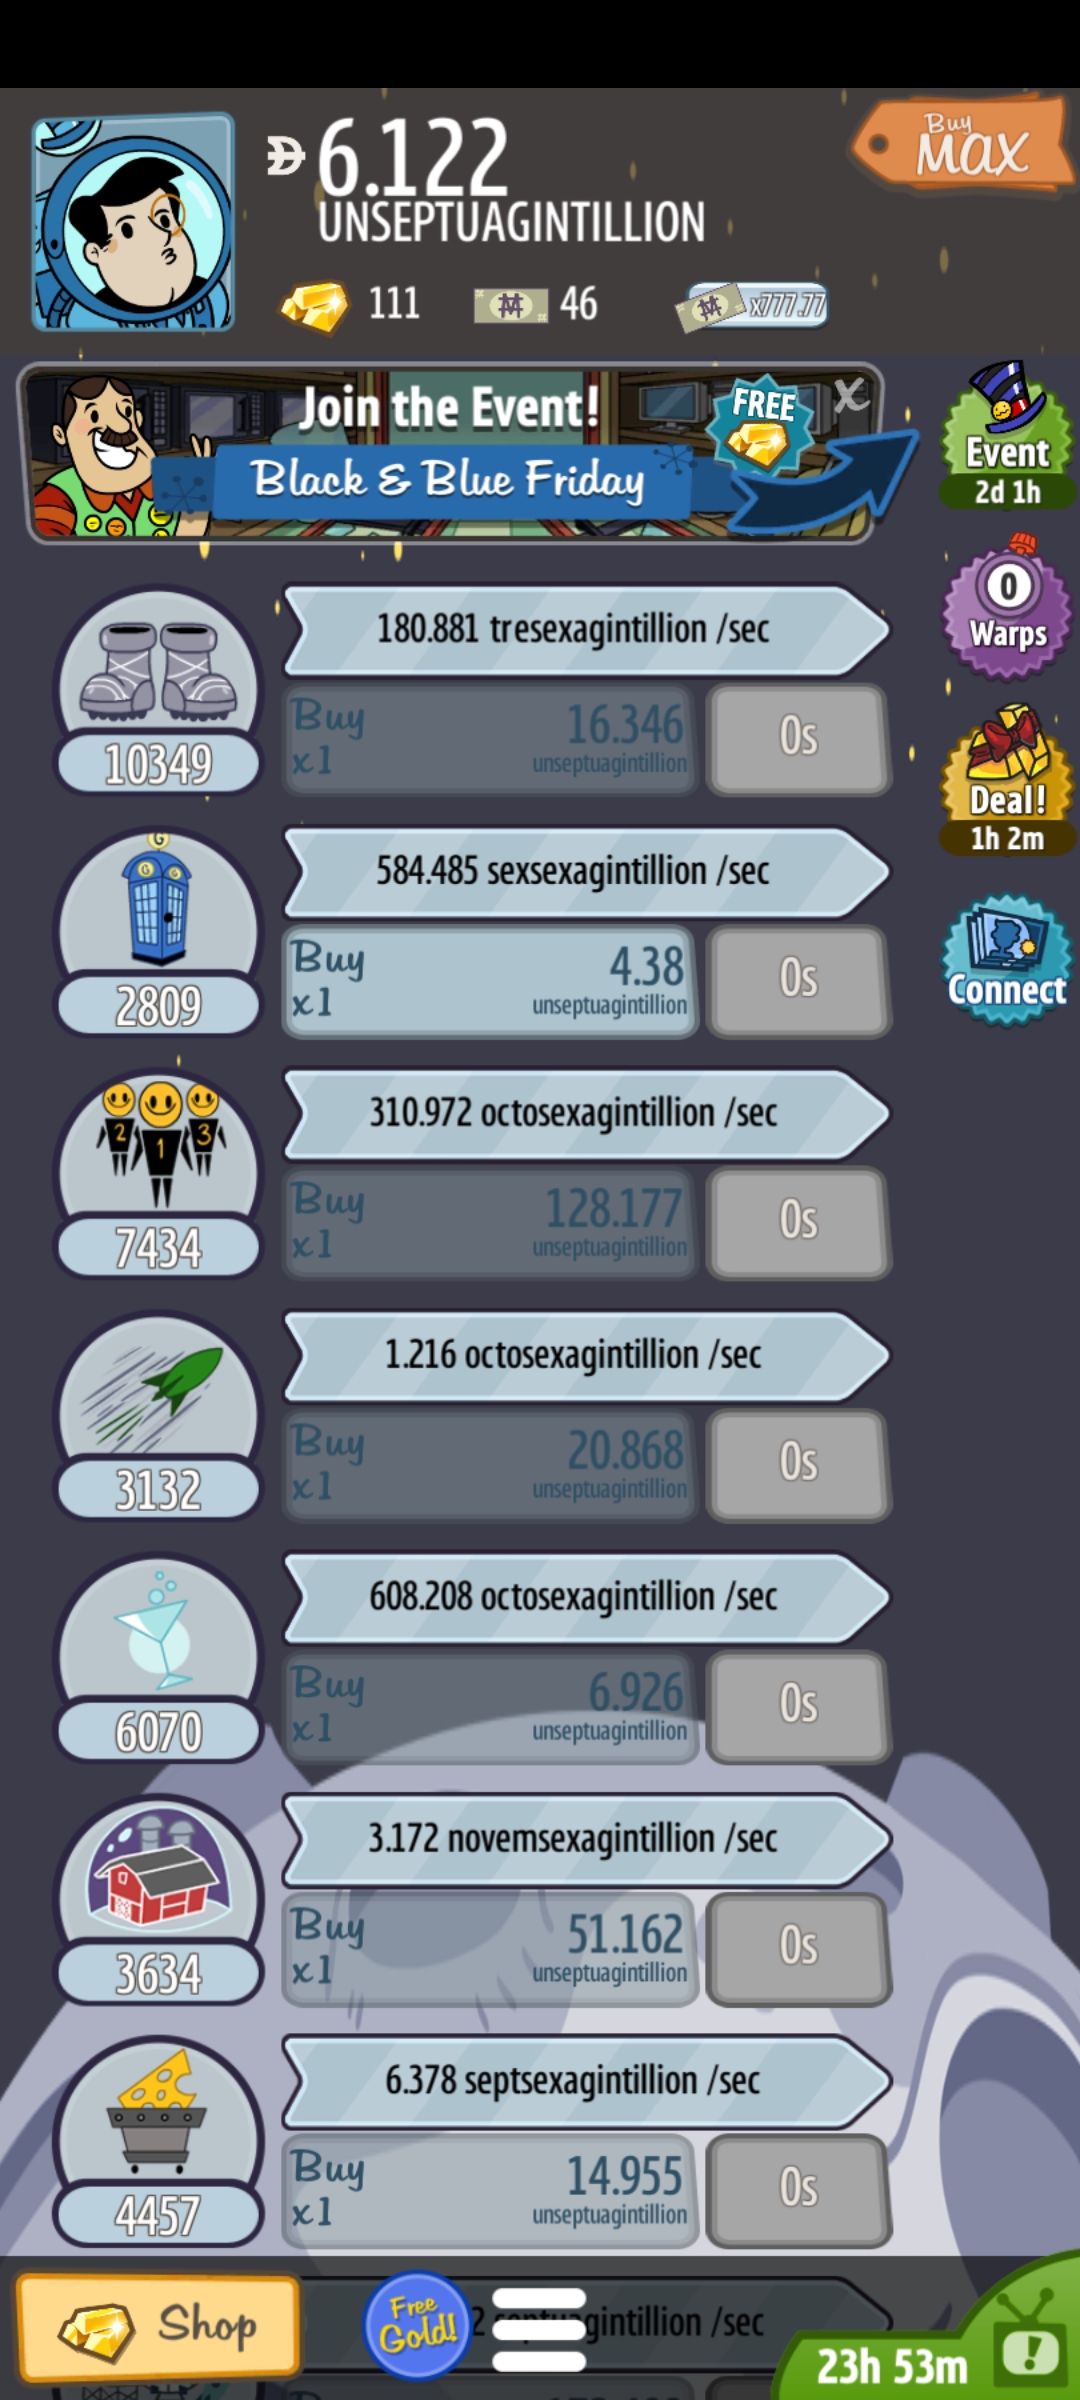 6.122
UNSEPTUAGINTILLION
Buy
MAX
111
46
x777.77
Join the Event!
FREE
Black & Blue Friday
Event
2d 1h
180.881 tresexagintillion /sec
Buy
x1
16.346
unseptuagintillion
0s
10349
0
Warps
Deal!
1h 2m
584.485 sexsexagintillion /sec
Buy
x1
4.38
unseptuagintillion
0s
2809
Connect
310.972 octosexagintillion /sec
2 1 3
Buy
x1
128.177
unseptuagintillion
0s
7434
1.216 octosexagintillion /sec
Buy
x1
20.868
unseptuagintillion
0s
3132
608.208 octosexagintillion /sec
Buy
x1
6.926
unseptuagintillion
0s
6070
3.172 novemsexagintillion /sec
Buy
x1
51.162
unseptuagintillion
0s
3634
6.378 septsexagintillion /sec
Buy
x1
14.955
unseptuagintillion
0s
4457
Shop
Free
Gold!
2 septuagintillion /sec
23h 53m